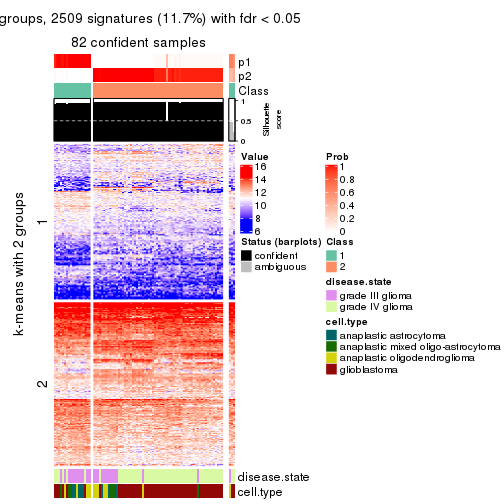 groups, 2509 signatures (11.7%) with fdr < 0.05
82 confident samples
p1
p2
Class
1
0.5
0
Silhouette
score
k-means with 2 groups
1
2
Value
16
14
12
10
8
6
Prob
1
0.8
0.6
0.4
0.2
0
Status (barplots)
confident
ambiguous
Class
1
2
disease.state
grade III glioma
grade IV glioma
cell.type
anaplastic astrocytoma
anaplastic mixed oligo-astrocytoma
anaplastic oligodendroglioma
glioblastoma
disease.state
cell.type